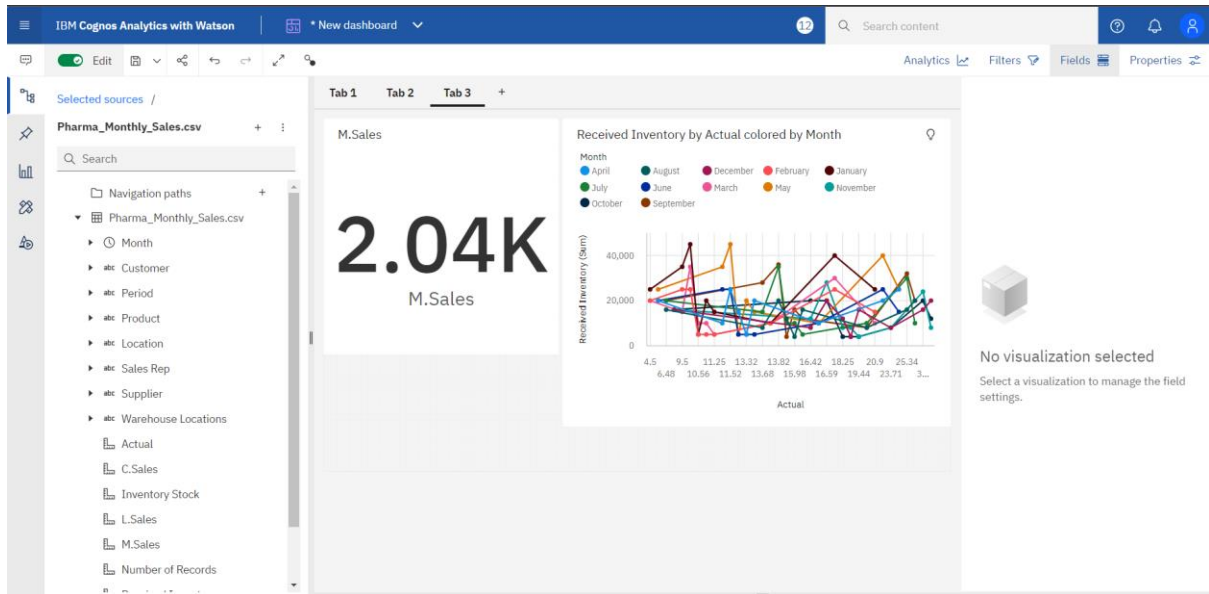 IBM Cognos Analytics with Watson
* New dashboard
12
Search content
Edit
Analytics
Filters
Fields
Properties
Selected sources /
Pharma_Monthly_Sales.csv
Search
Navigation paths
Pharma_Monthly_Sales.csv
Month
abc Customer
abc Period
abc Product
abc Location
abc Sales Rep
abc Supplier
abc Warehouse Locations
Actual
C.Sales
Inventory Stock
L.Sales
M.Sales
Number of Records
Tab 1 Tab 2 Tab 3 +
M.Sales
2.04K
M.Sales
Received Inventory by Actual colored by Month
Month
April August December February January
July June March May November
October September
Received Inventory (Sum)
40,000
20,000
0
4.5 9.5 11.25 13.32 13.82 16.42 18.25 20.9 25.34
6.48 10.56 11.52 13.68 15.98 16.59 19.44 23.71 3...
Actual
No visualization selected
Select a visualization to manage the field
settings.